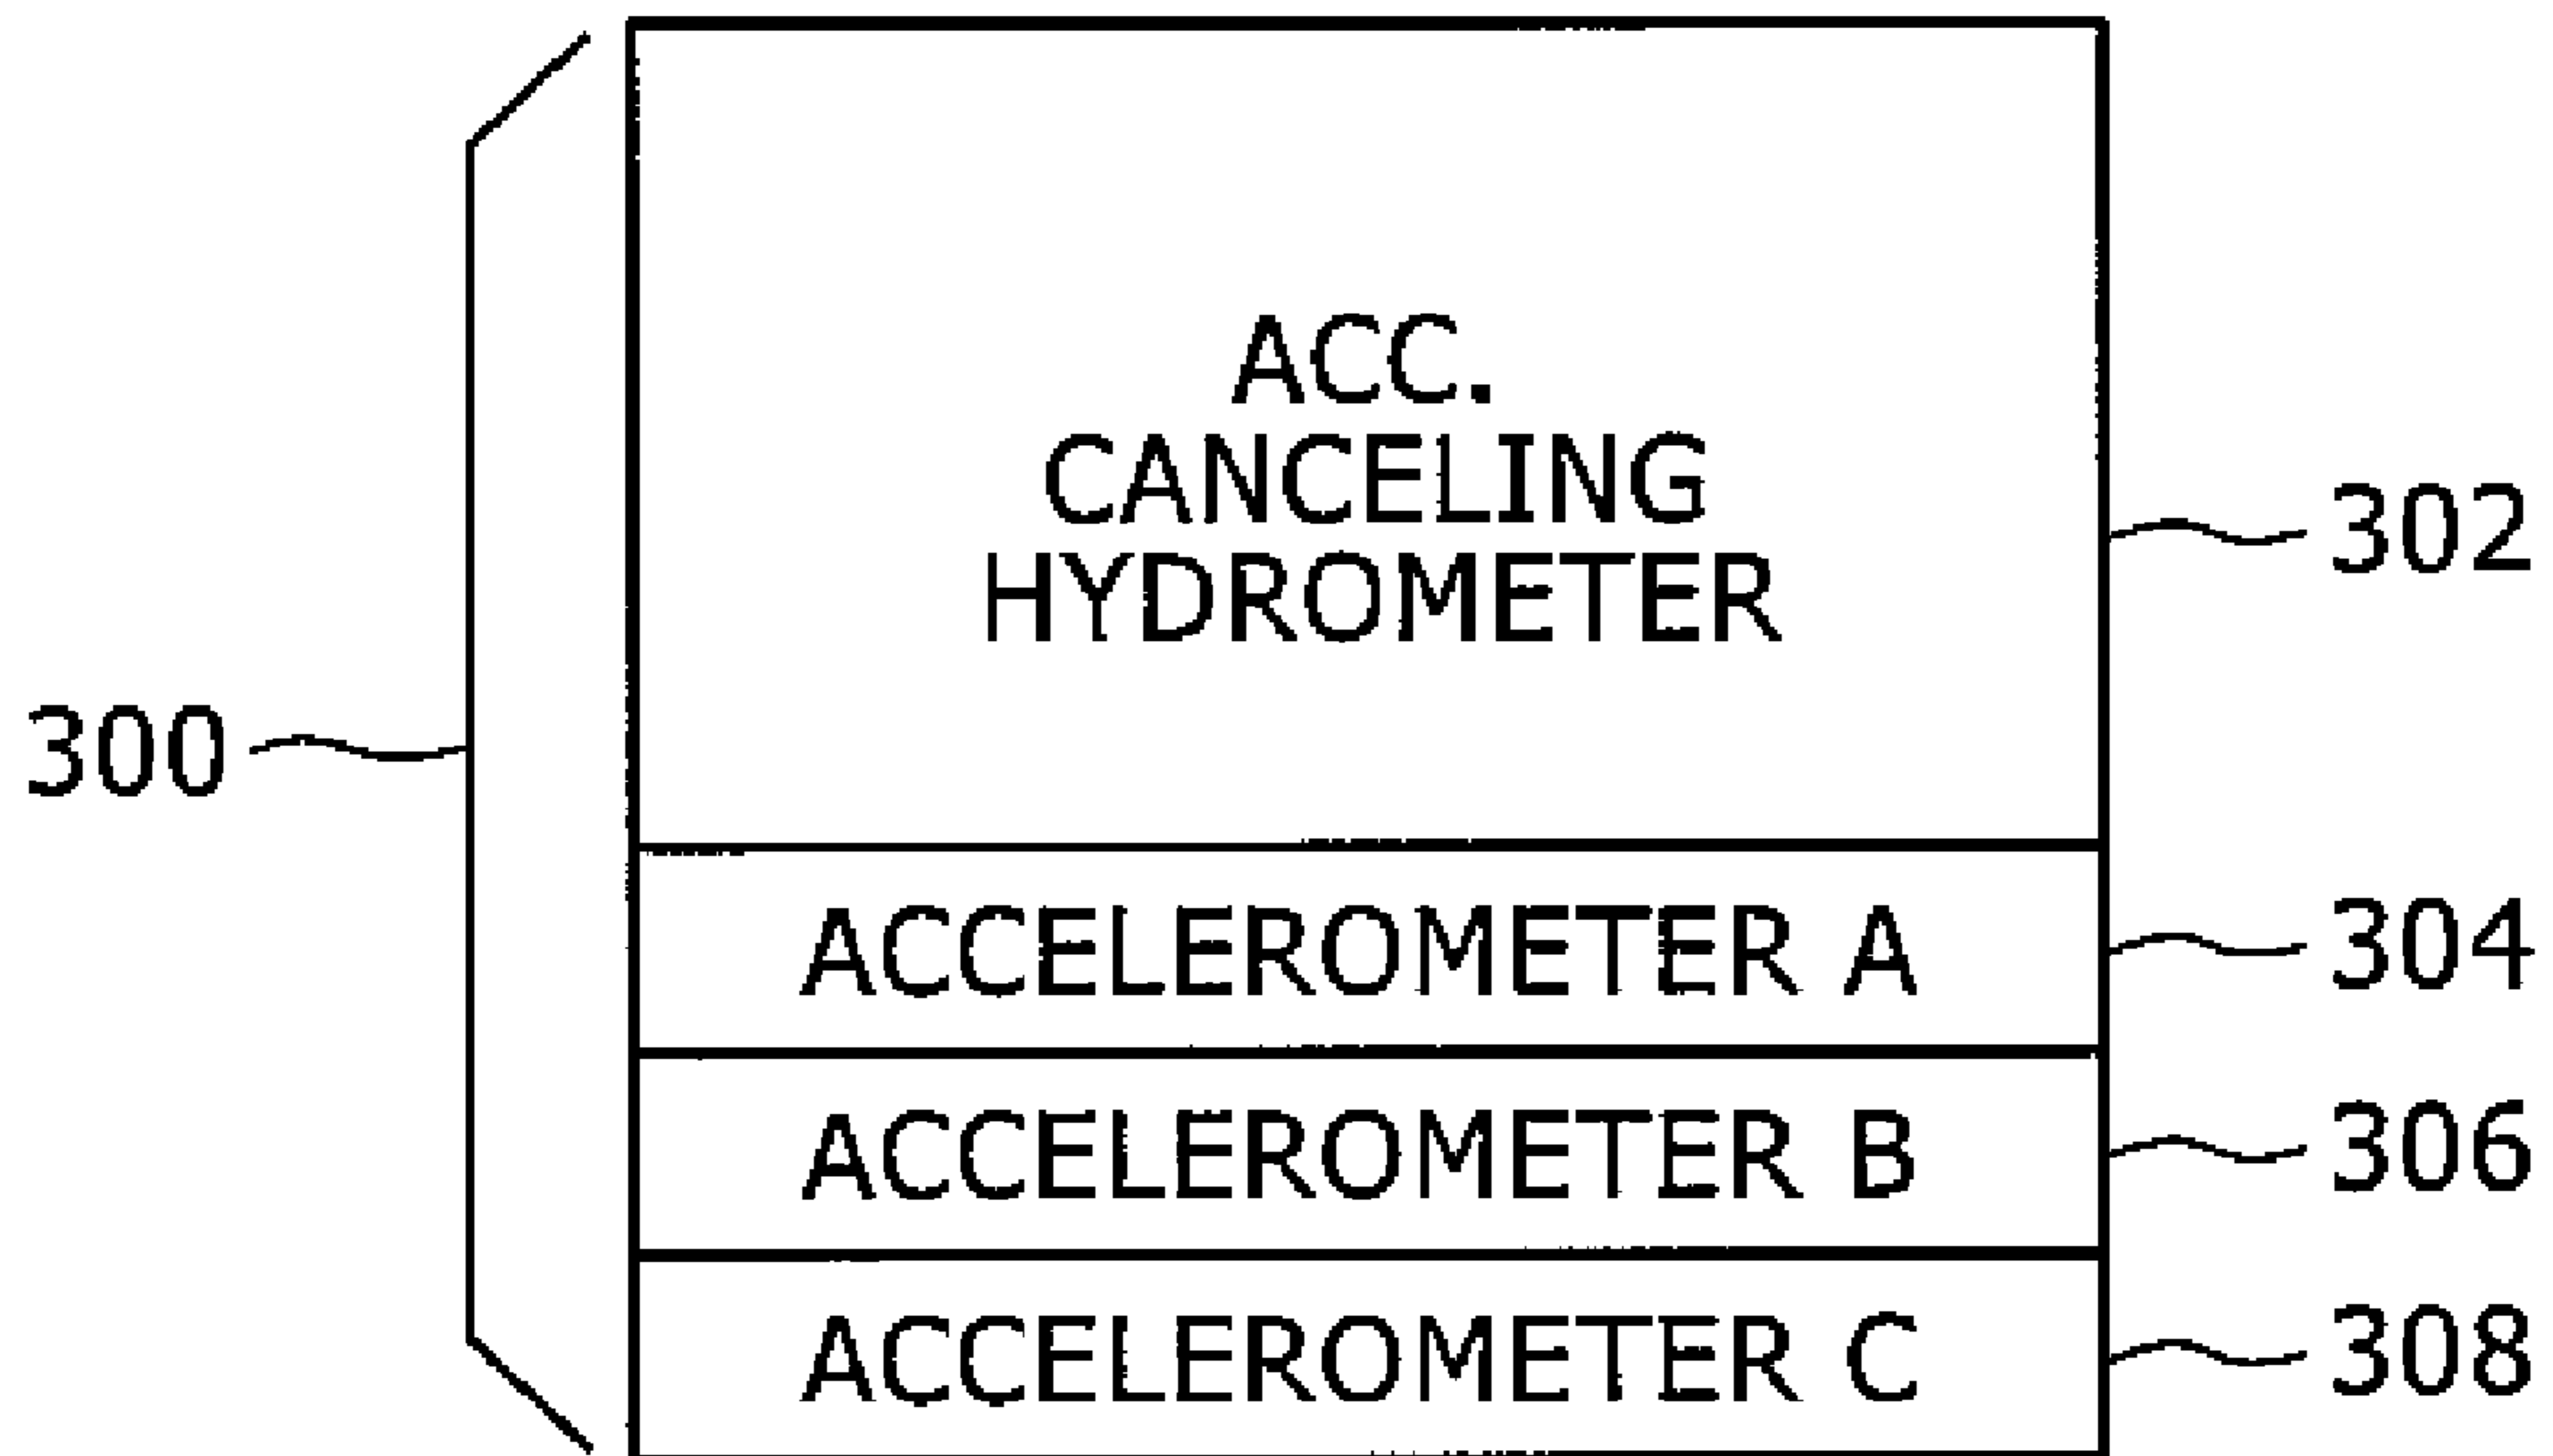 ACC.
CANCELING
HYDROMETER
302
300
ACCELEROMETER A
304
ACCELEROMETER B
306
ACCELEROMETER C
308